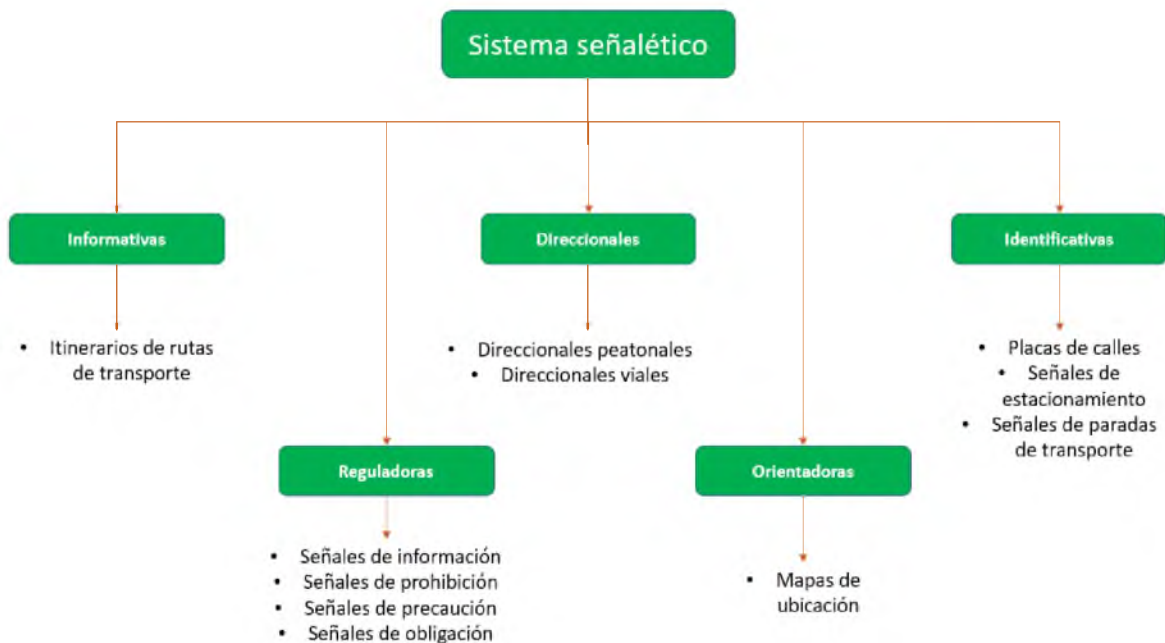 Sistema señalético
Informativas
Direccionales
Identificativas
• Itinerarios de rutas
de transporte
• Direccionales peatonales
• Direccionales viales
• Placas de calles
• Señales de
estacionamiento
• Señales de paradas
de transporte
Reguladoras
Orientadoras
• Señales de información
• Señales de prohibición
• Señales de precaución
• Señales de obligación
• Mapas de
ubicación